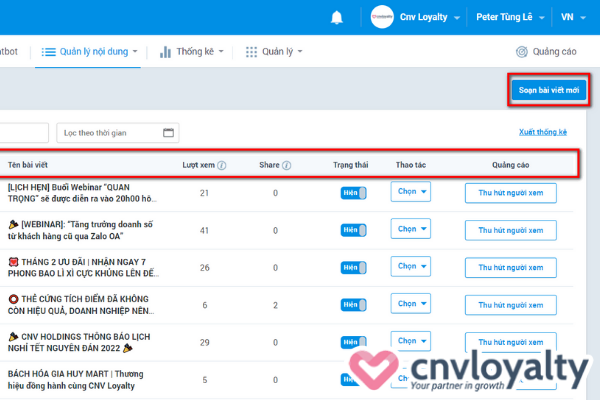 Cnv Loyalty Peter Tùng Lê VN
atbot Quản lý nội dung Thống kê Quản lý Quảng cáo
Soạn bài viết mới
Lọc theo thời gian Xuất thống kê
Tên bài viết Lượt xem Share Trạng thái Thao tác Quảng cáo
[LỊCH HẸN] Buổi Webinar "QUAN
TRỌNG" sẽ được diễn ra vào 20h00 hô... 21 0 Hiện Chọn Thu hút người xem
[WEBINAR]: "Tăng trưởng doanh số
từ khách hàng cũ qua Zalo OA" 41 0 Hiện Chọn Thu hút người xem
THÁNG 2 ƯU ĐÃI | NHẬN NGAY 7
PHONG BAO LÌ XÌ CỰC KHỦNG LÊN ĐẾ... 26 0 Hiện Chọn Thu hút người xem
THẺ CỨNG TÍCH ĐIỂM ĐÃ KHÔNG
CÒN HIỆU QUẢ, DOANH NGHIỆP NÊN... 6 2 Hiện Chọn Thu hút người xem
CNV HOLDINGS THÔNG BÁO LỊCH
NGHỈ TẾT NGUYÊN ĐÁN 2022 29 0 Hiện Chọn Thu hút người xem
BÁCH HÓA GIA HUY MART | Thương
hiệu đồng hành cùng CNV Loyalty 5 0
cnvloyalty
Your partner in growth